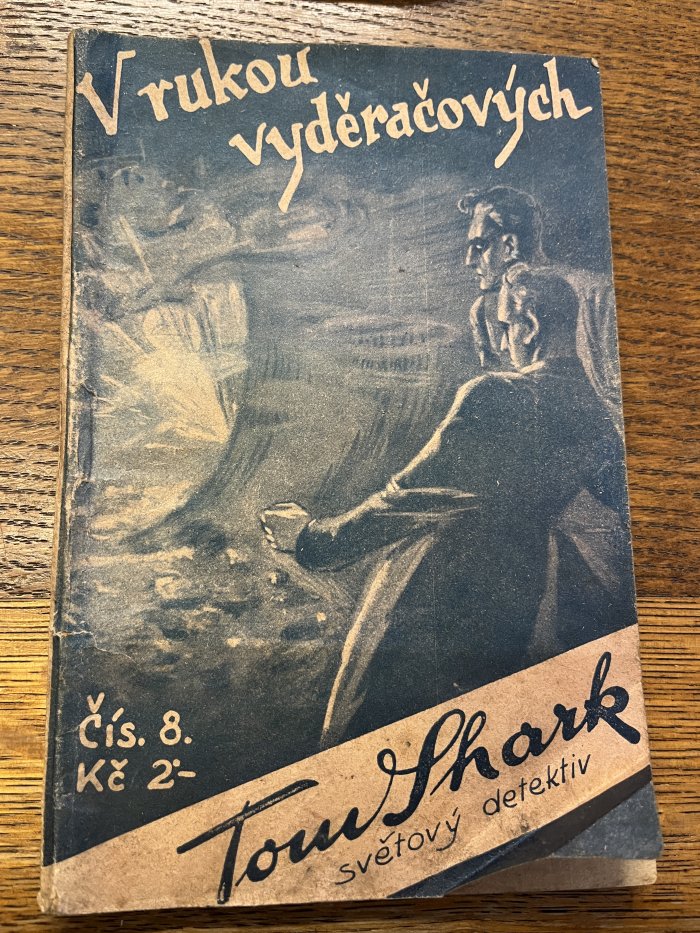 V rukou
vyděračových
Čís. 8.
Kč 2·-
Tom Shark
světový detektiv